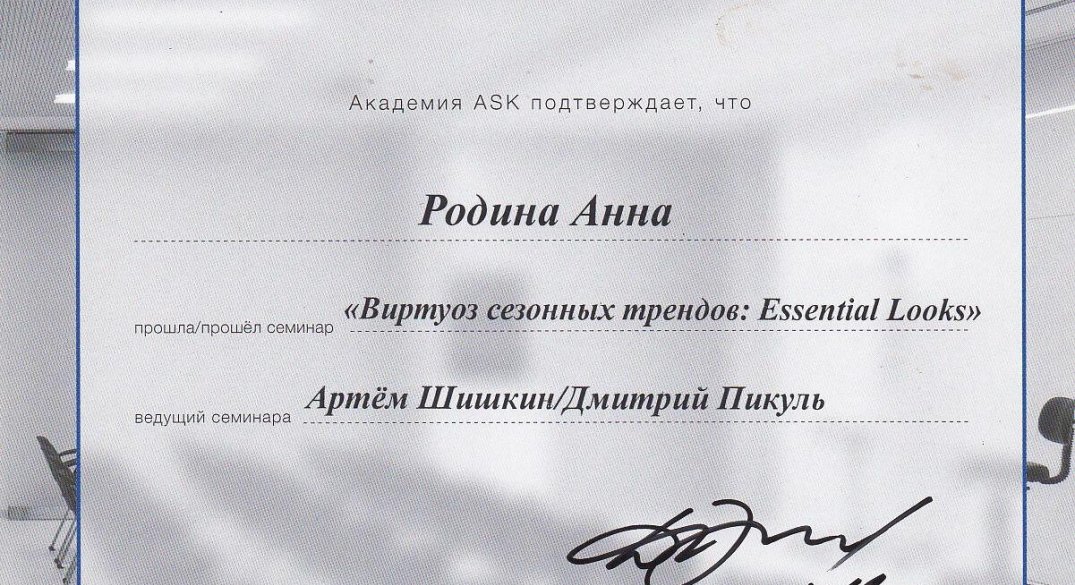 Академия ASK подтверждает, что
Родина Анна
прошла/прошёл семинар «Виртуоз сезонных трендов: Essential Looks»
ведущий семинара Артём Шишкин/Дмитрий Пикуль